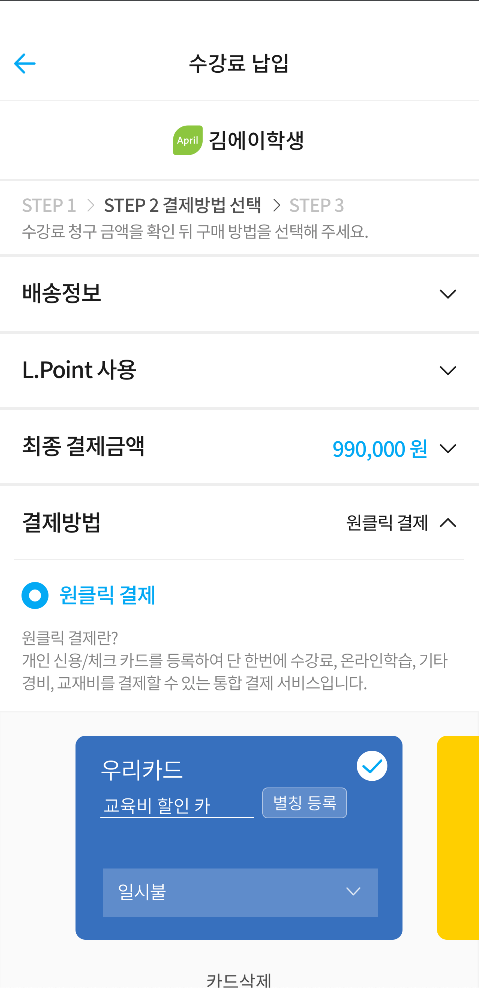 수강료 납입
April 김에이학생
STEP 1 > STEP 2 결제방법 선택 > STEP 3
수강료 청구 금액을 확인 뒤 구매 방법을 선택해 주세요.
배송정보
L.Point 사용
최종 결제금액 990,000 원
결제방법 원클릭 결제
원클릭 결제
원클릭 결제란?
개인 신용/체크 카드를 등록하여 단 한번에 수강료, 온라인학습, 기타
경비, 교재비를 결제할 수 있는 통합 결제 서비스입니다.
우리카드
교육비 할인 카 별칭 등록
일시불
카드삭제